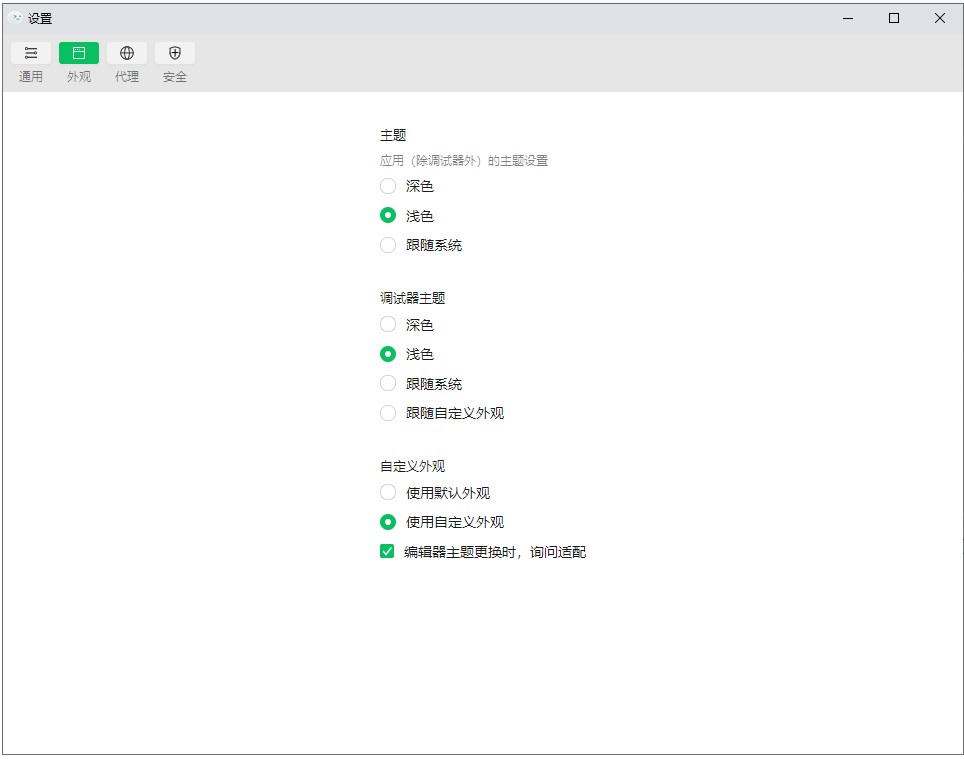 设置
通用 外观 代理 安全
主题
应用（除调试器外）的主题设置
深色
浅色
跟随系统
调试器主题
深色
浅色
跟随系统
跟随自定义外观
自定义外观
使用默认外观
使用自定义外观
编辑器主题更换时，询问适配